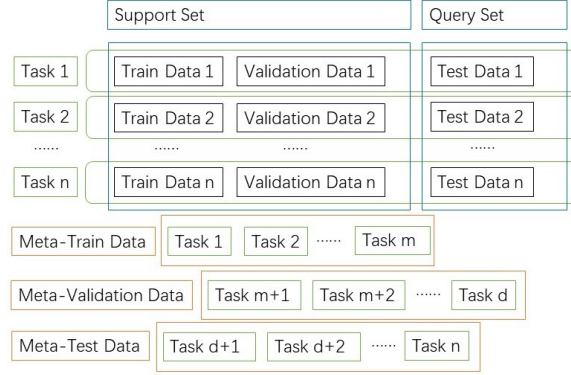 Support Set Query Set
Task 1 Train Data 1 Validation Data 1 Test Data 1
Task 2 Train Data 2 Validation Data 2 Test Data 2
...... ...... ...... ......
Task n Train Data n Validation Data n Test Data n
Meta-Train Data Task 1 Task 2 ...... Task m
Meta-Validation Data Task m+1 Task m+2 ...... Task d
Meta-Test Data Task d+1 Task d+2 ...... Task n